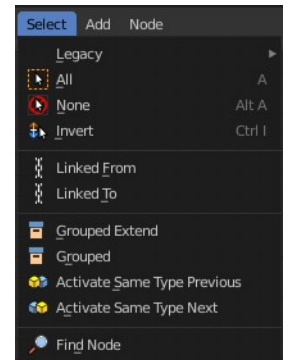 Select Add Node
Legacy
All A
None Alt A
Invert Ctrl I
Linked From
Linked To
Grouped Extend
Grouped
Activate Same Type Previous
Activate Same Type Next
Find Node